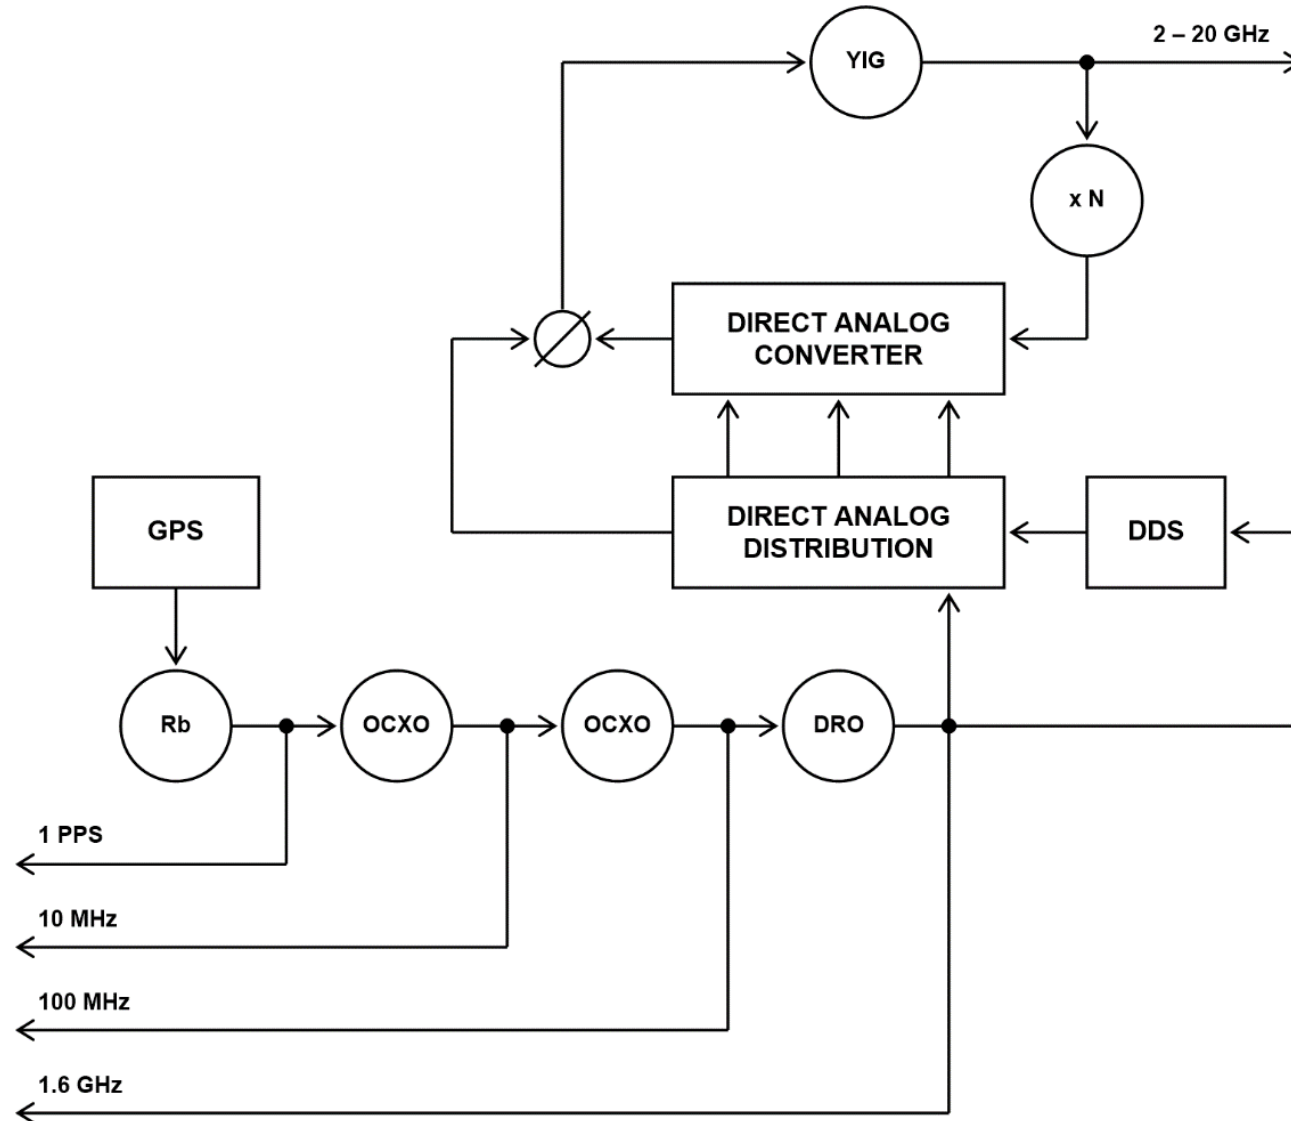 YIG
2 – 20 GHz
x N
DIRECT ANALOG
CONVERTER
GPS
DIRECT ANALOG
DISTRIBUTION
DDS
Rb
OCXO
OCXO
DRO
1 PPS
10 MHz
100 MHz
1.6 GHz